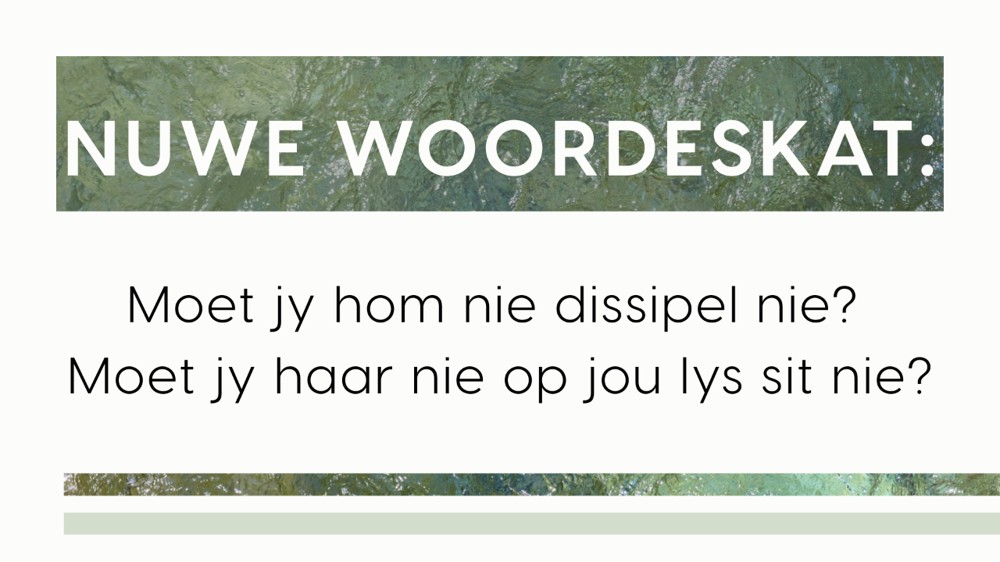 NUWE WOORDESKAT:
Moet jy hom nie dissipel nie?
Moet jy haar nie op jou lys sit nie?